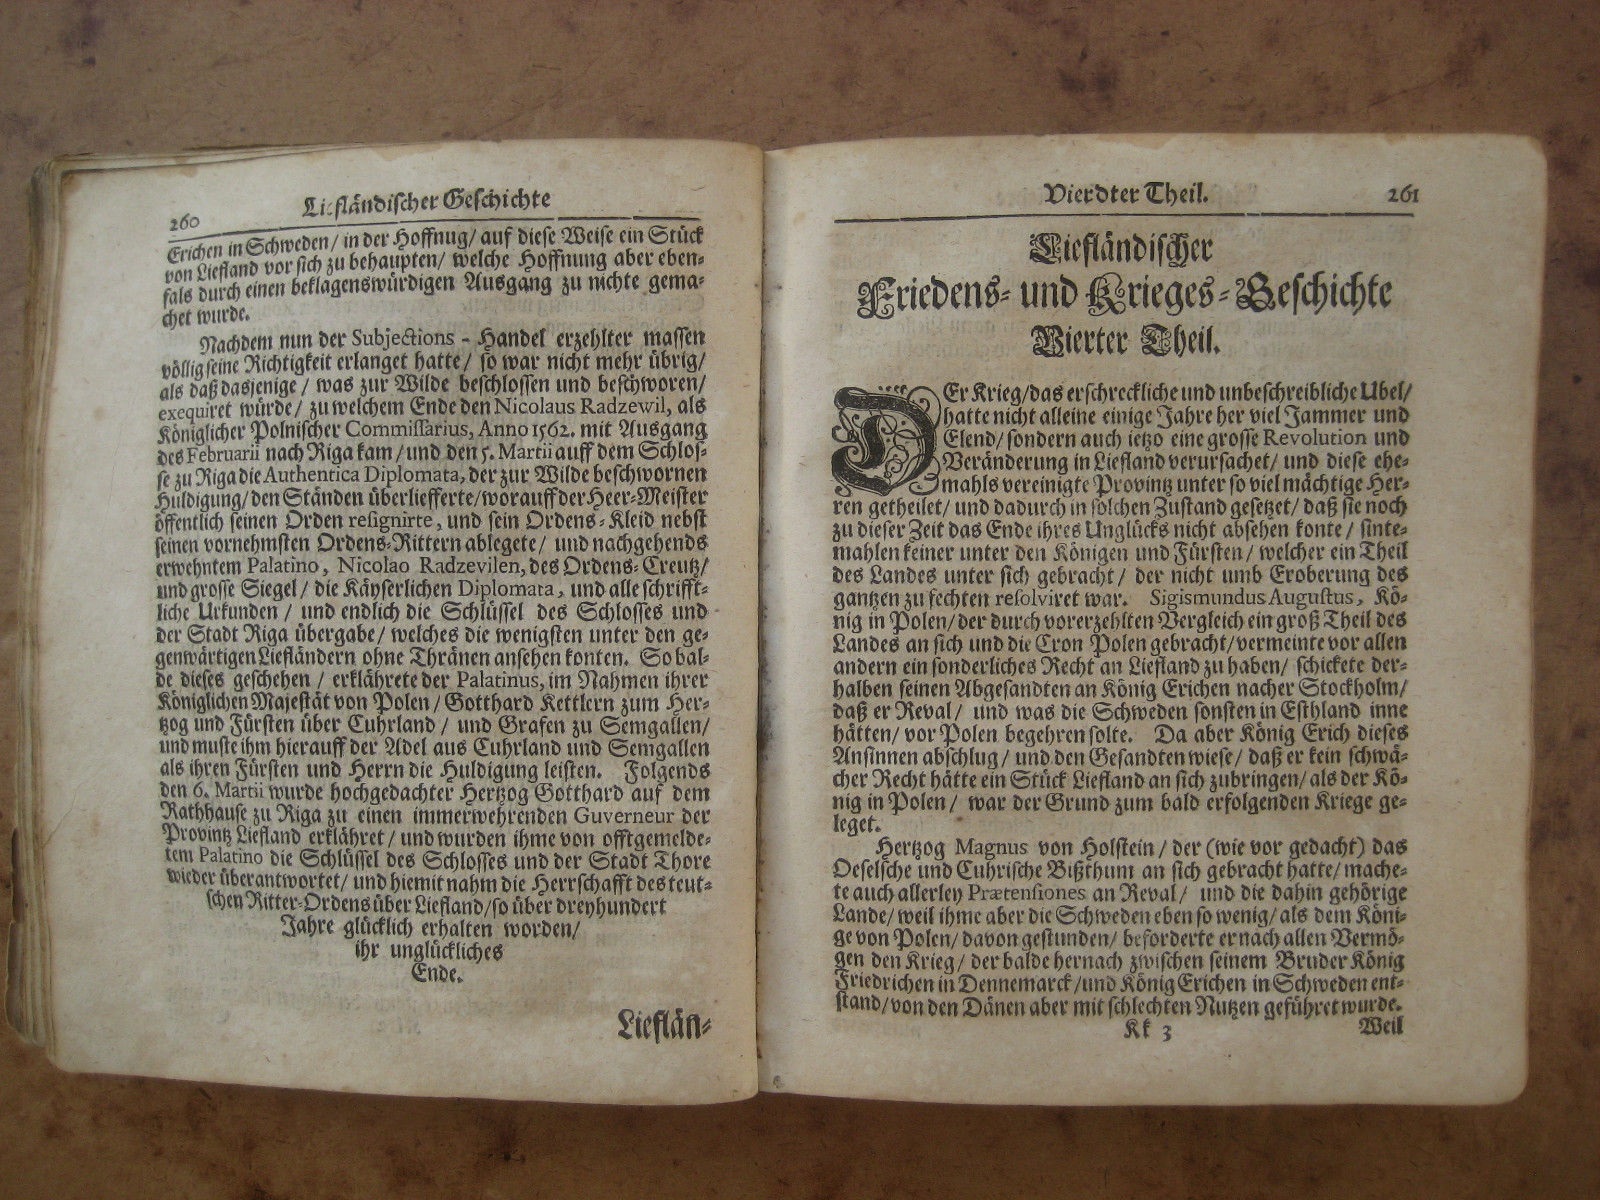 260
Liefländischer Geschichte
Erichen in Schweden/ in der Hoffnug/ auf diese Weise ein Stück
von Liefland vor sich zu behaupten/ welche Hoffnung aber eben-
fals durch einen beklagenswürdigen Ausgang zu nichte gema-
chet wurde.
Nachdem nun der Subjections-Handel erzehlter massen
völlig seine Richtigkeit erlanget hatte/ so war nicht mehr übrig/
als daß dasjenige/ was zur Wilde beschlossen und beschworen/
exequiret würde/ zu welchem Ende den Nicolaus Radzewil, als
Königlicher Polnischer Commissarius, Anno 1562. mit Ausgang
des Februarii nach Riga kam/ und den 5. Martii auff dem Schlos-
se zu Riga die Authentica Diplomata, der zur Wilde beschwornen
Huldigung/ den Ständen überliefferte/ worauff der Heer-Meister
öffentlich seinen Orden resignirte, und sein Ordens-Kleid nebst
seinen vornehmsten Ordens-Rittern ablegete/ und nachgehends
erwehntem Palatino, Nicolao Radzevilen, des Ordens-Creutz/
und grosse Siegel/ die Käyserlichen Diplomata, und alle schrifft-
liche Urkunden/ und endlich die Schlüssel des Schlosses und
der Stadt Riga übergabe/ welches die wenigsten unter den ge-
genwärtigen Liefländern ohne Thränen ansehen konten. So bal-
de dieses geschehen/ erklährete der Palatinus, im Nahmen ihrer
Königlichen Majestät von Polen/ Gotthard Kettlern zum Her-
tzog und Fürsten über Cuhrland/ und Grafen zu Semgallen/
und muste ihm hierauff der Adel aus Cuhrland und Semgallen
als ihren Fürsten und Herrn die Huldigung leisten. Folgends
den 6. Martii wurde hochgedachter Hertzog Gotthard auf dem
Rathhause zu Riga zu einen immerwehrenden Guverneur der
Provintz Liefland erklähret/ und wurden ihme von offtgemelde-
tem Palatino die Schlüssel des Schlosses und der Stadt Thore
wieder überantwortet/ und hiemit nahm die Herrschafft des teut-
schen Ritter-Ordens über Liefland/ so über dreyhundert
Jahre glücklich erhalten worden/
ihr unglückliches
Ende.
Lieflän-
Vierdter Theil.
261
Liefländischer
Friedens- und Krieges-Geschichte
Vierter Theil.
DEr Krieg/ das erschreckliche und unbeschreibliche Ubel/
hatte nicht alleine einige Jahre her viel Jammer und
Elend/ sondern auch ietzo eine grosse Revolution und
Veränderung in Liefland verursachet/ und diese ehe-
mahls vereinigte Provintz unter so viel mächtige Her-
ren getheilet/ und dadurch in solchen Zustand gesetzet/ daß sie noch
zu dieser Zeit das Ende ihres Unglücks nicht absehen konte/ sinte-
mahlen keiner unter den Königen und Fürsten/ welcher ein Theil
des Landes unter sich gebracht/ der nicht umb Eroberung des
gantzen zu fechten resolviret war. Sigismundus Augustus, Kö-
nig in Polen/ der durch vorerzehlten Vergleich ein groß Theil des
Landes an sich und die Cron Polen gebracht/ vermeinte vor allen
andern ein sonderliches Recht an Liefland zu haben/ schickete der-
halben seinen Abgesandten an König Erichen nacher Stockholm/
daß er Reval/ und was die Schweden sonsten in Esthland inne
hätten/ vor Polen begehren solte. Da aber König Erich dieses
Ansinnen abschlug/ und den Gesandten wiese/ daß er kein schwä-
cher Recht hätte ein Stück Liefland an sich zubringen/ als der Kö-
nig in Polen/ war der Grund zum bald erfolgenden Kriege ge-
leget.
Hertzog Magnus von Holstein/ der (wie vor gedacht) das
Oeselsche und Cuhrische Bißthum an sich gebracht hatte/ mache-
te auch allerley Prætensiones an Reval/ und die dahin gehörige
Lande/ weil ihme aber die Schweden eben so wenig/ als dem Köni-
ge von Polen/ davon gestunden/ beforderte er nach allen Vermö-
gen den Krieg/ der balde hernach zwischen seinem Bruder König
Friedrichen in Dennemarck/ und König Erichen in Schweden ent-
stand/ von den Dänen aber mit schlechten Nutzen geführet wurde.
Kk 3
Weil